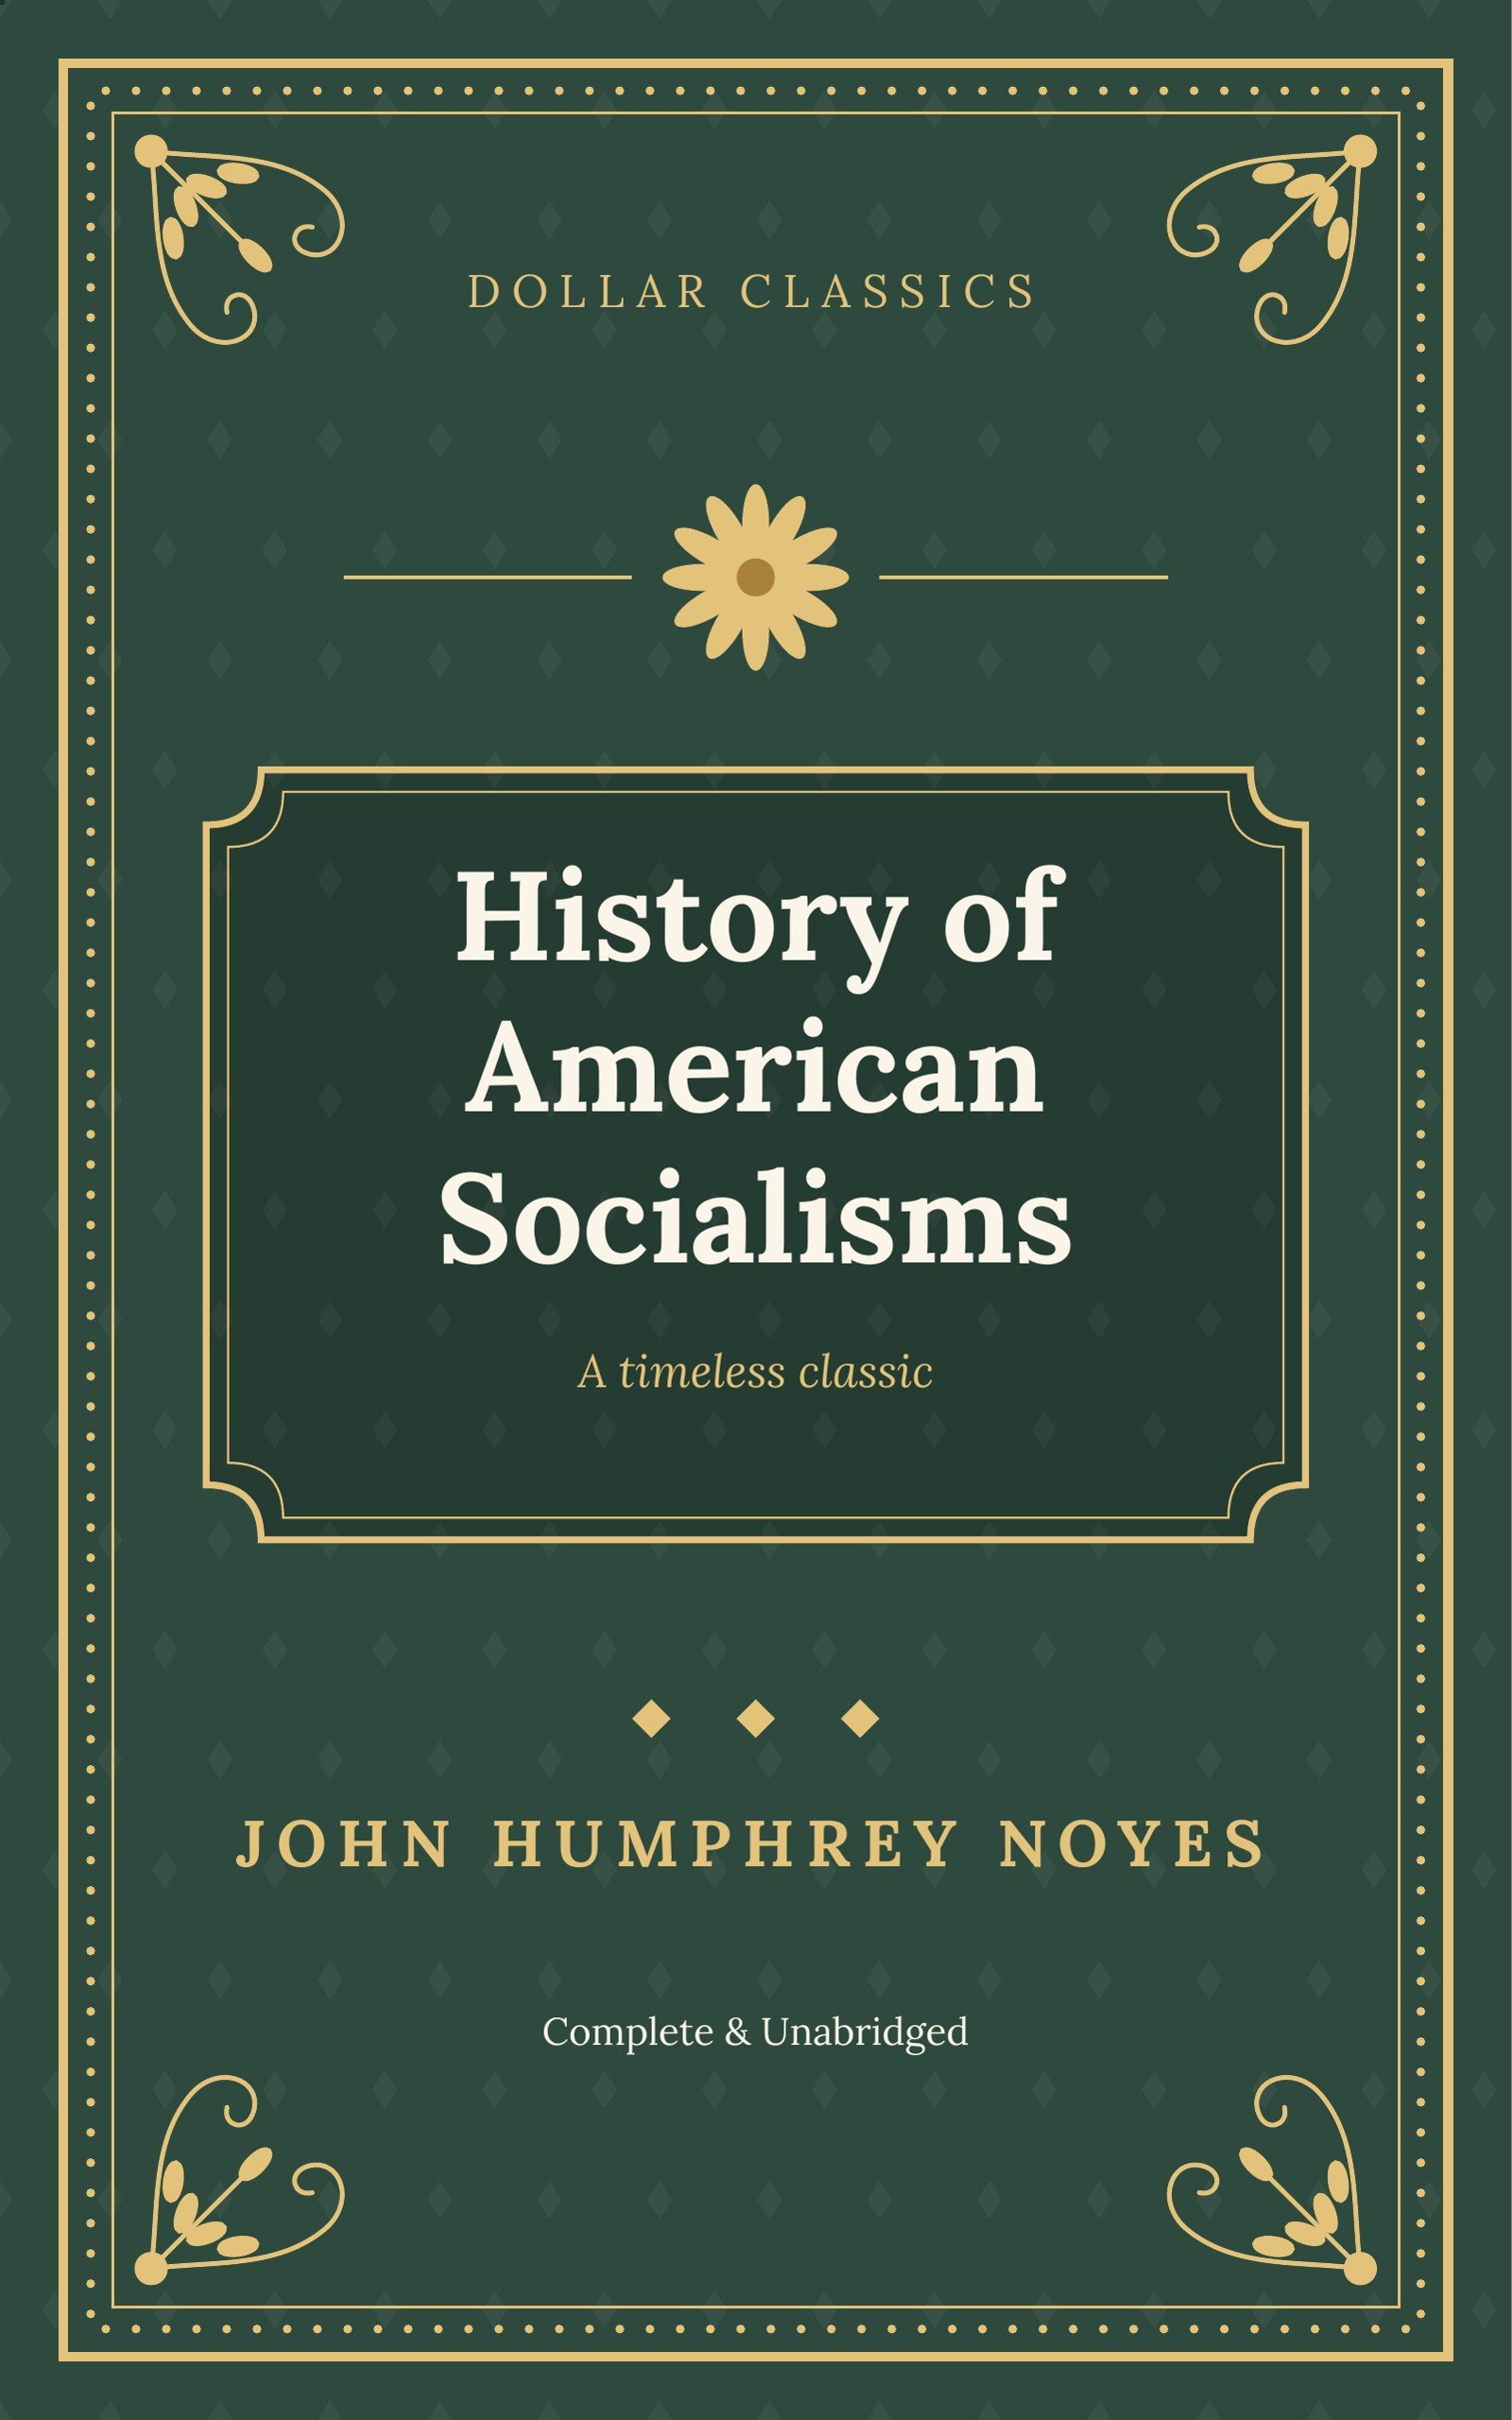 DOLLAR CLASSICS
History of
American
Socialisms
A timeless classic
JOHN HUMPHREY NOYES
Complete & Unabridged